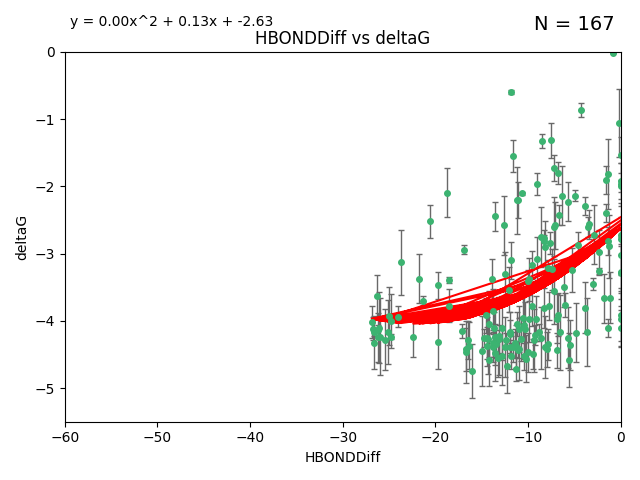 y = 0.00x^2 + 0.13x + -2.63
N = 167
HBONDDiff vs deltaG
0
−1
−2
−3
−4
−5
deltaG
−60
−50
−40
−30
−20
−10
0
HBONDDiff